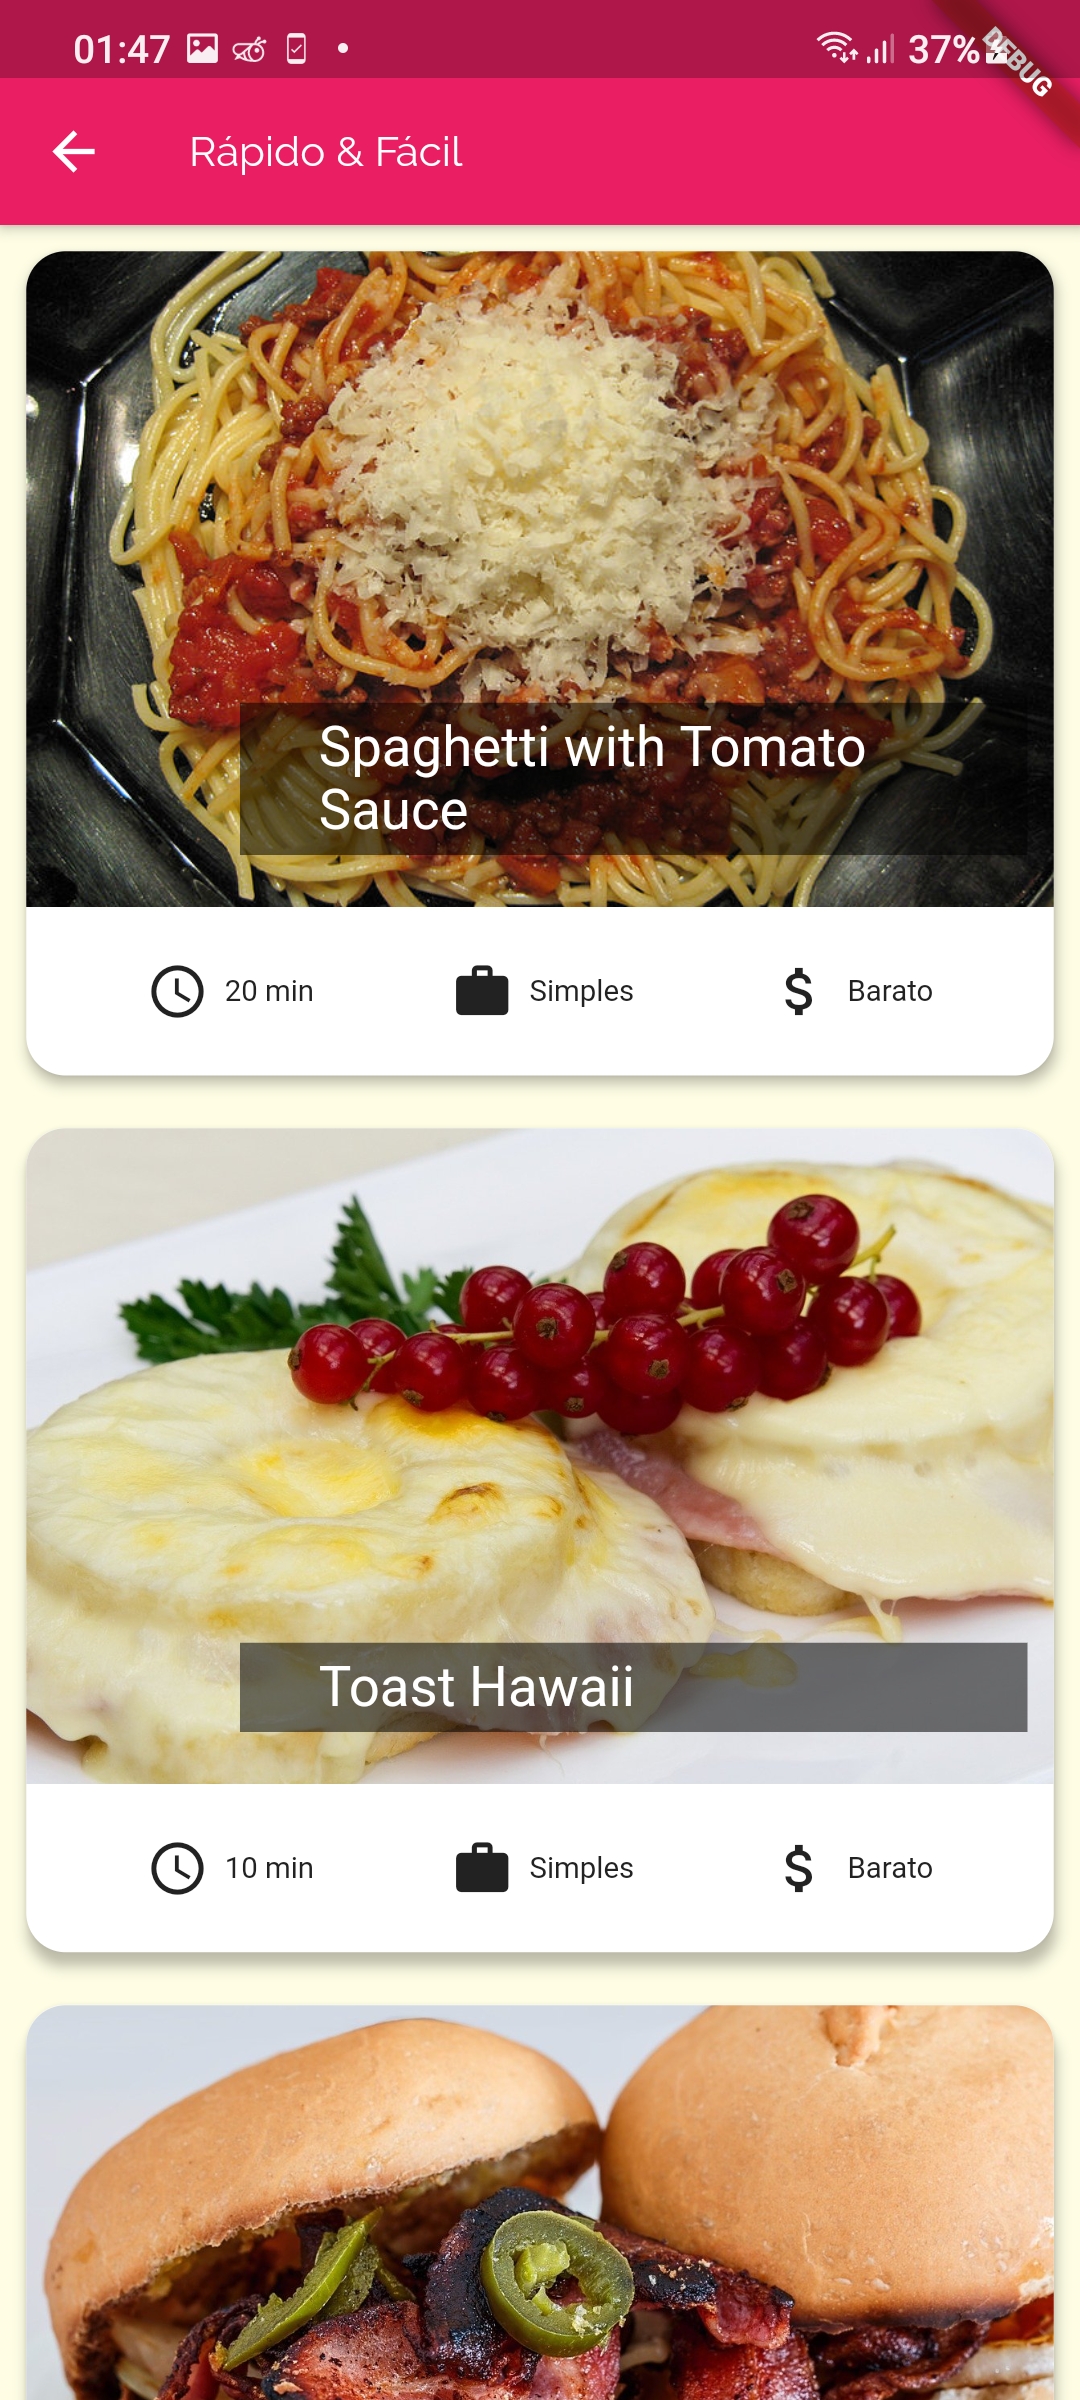 01:47
37%
DEBUG
Rápido & Fácil
Spaghetti with Tomato
Sauce
20 min
Simples
Barato
Toast Hawaii
10 min
Simples
Barato